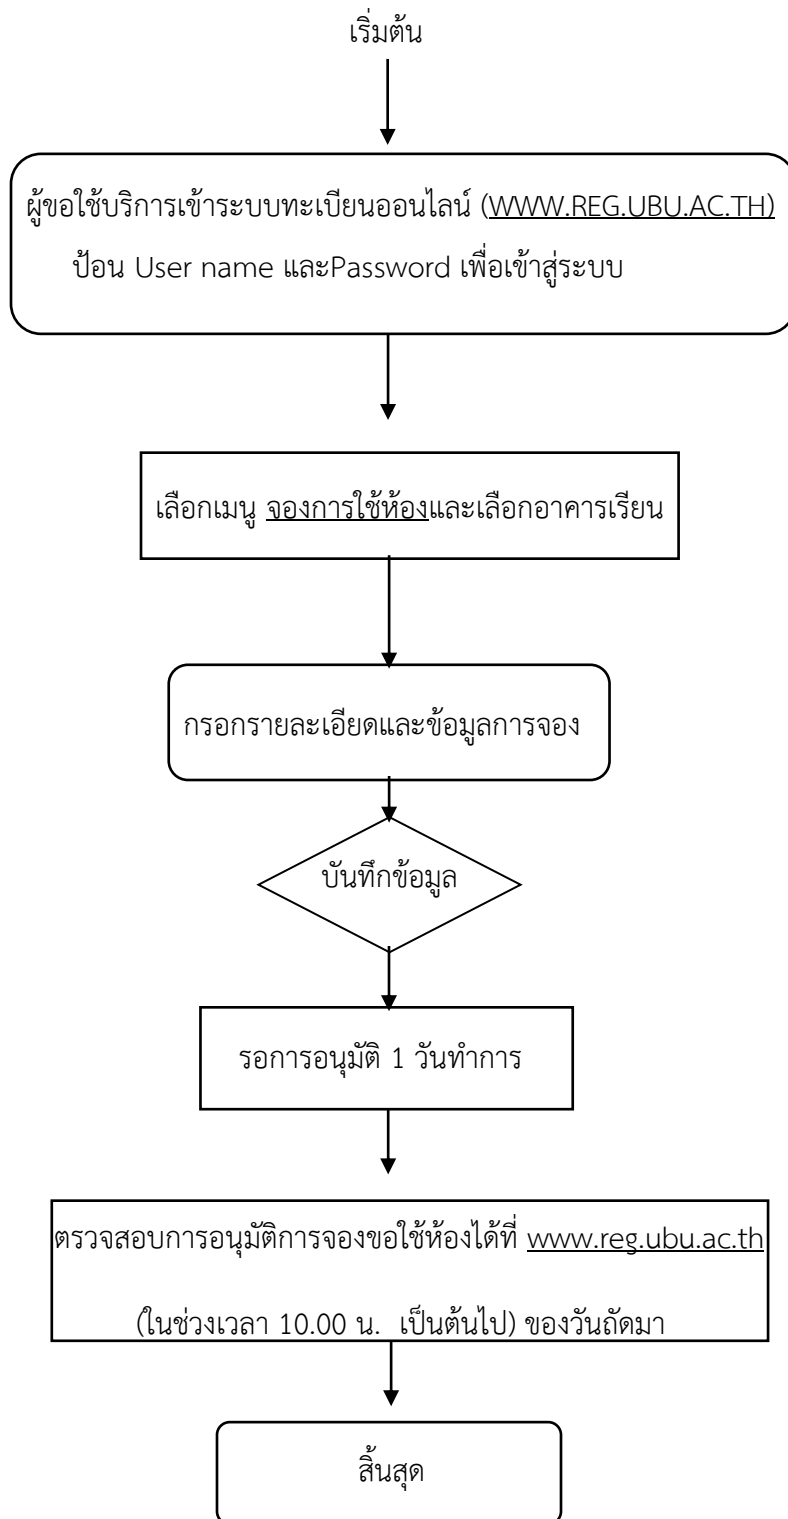 เริ่มต้น
ผู้ขอใช้บริการเข้าระบบทะเบียนออนไลน์ (WWW.REG.UBU.AC.TH)
ป้อน User name และPassword เพื่อเข้าสู่ระบบ
เลือกเมนู จองการใช้ห้องและเลือกอาคารเรียน
กรอกรายละเอียดและข้อมูลการจอง
บันทึกข้อมูล
รอการอนุมัติ 1 วันทำการ
ตรวจสอบการอนุมัติการจองขอใช้ห้องได้ที่ www.reg.ubu.ac.th
(ในช่วงเวลา 10.00 น. เป็นต้นไป) ของวันถัดมา
สิ้นสุด